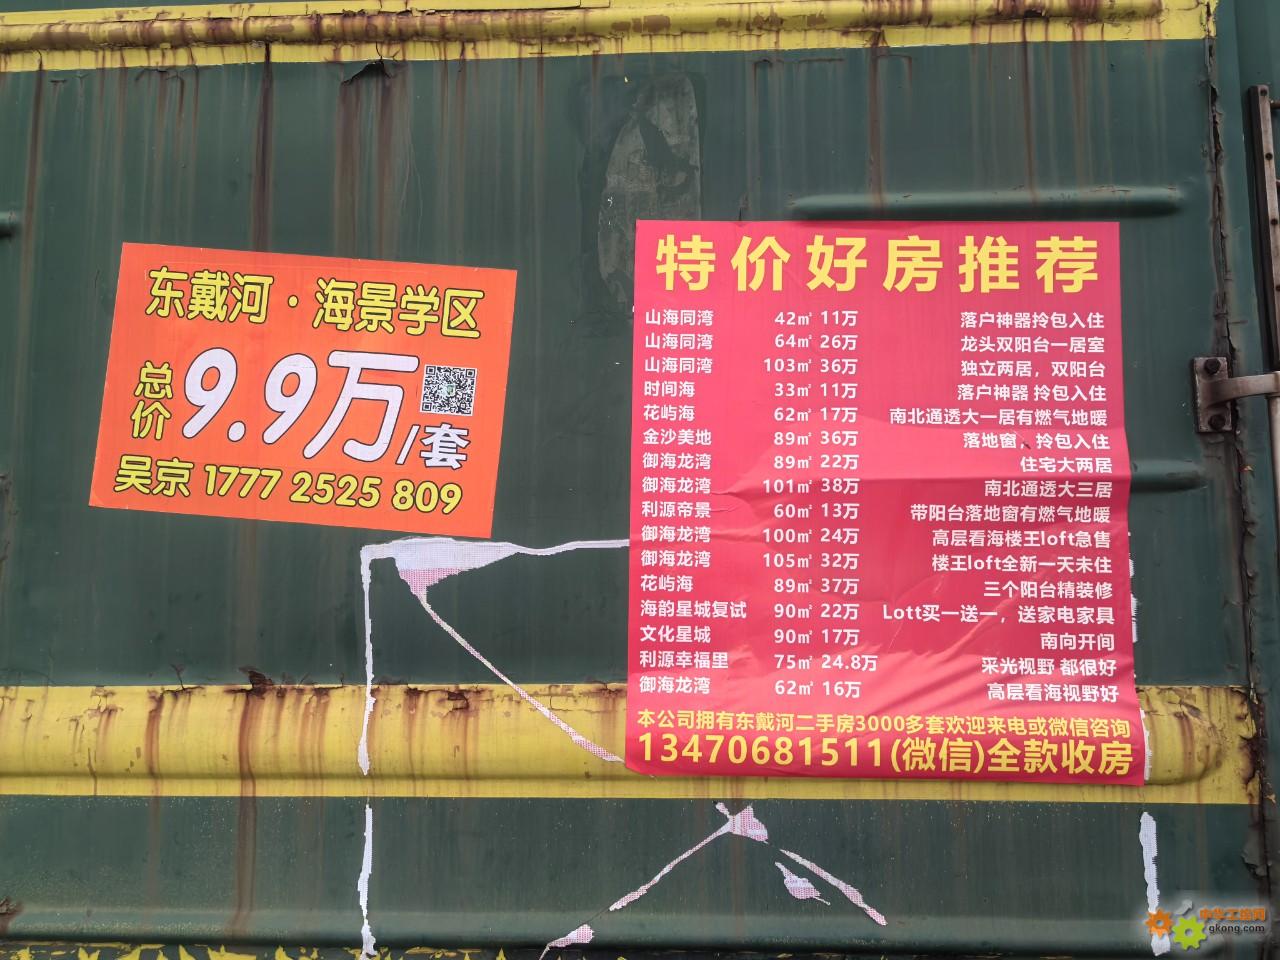 东戴河·海景学区
总价9.9万/套
吴京 1777 2525 809
特价好房推荐
山海同湾 42㎡ 11万 落户神器拎包入住
山海同湾 64㎡ 26万 龙头双阳台一居室
山海同湾 103㎡ 36万 独立两居，双阳台
时间海 33㎡ 11万 落户神器 拎包入住
花屿海 62㎡ 17万 南北通透大一居有燃气地暖
金沙美地 89㎡ 36万 落地窗，拎包入住
御海龙湾 89㎡ 22万 住宅大两居
御海龙湾 101㎡ 38万 南北通透大三居
利源帝景 60㎡ 13万 带阳台落地窗有燃气地暖
御海龙湾 100㎡ 24万 高层看海楼王loft急售
御海龙湾 105㎡ 32万 楼王loft全新一天未住
花屿海 89㎡ 37万 三个阳台精装修
海韵星城复试 90㎡ 22万 Lott买一送一，送家电家具
文化星城 90㎡ 17万 南向开间
利源幸福里 75㎡ 24.8万 采光视野 都很好
御海龙湾 62㎡ 16万 高层看海视野好
本公司拥有东戴河二手房3000多套欢迎来电或微信咨询
13470681511(微信)全款收房
中华工控网
gkong.com